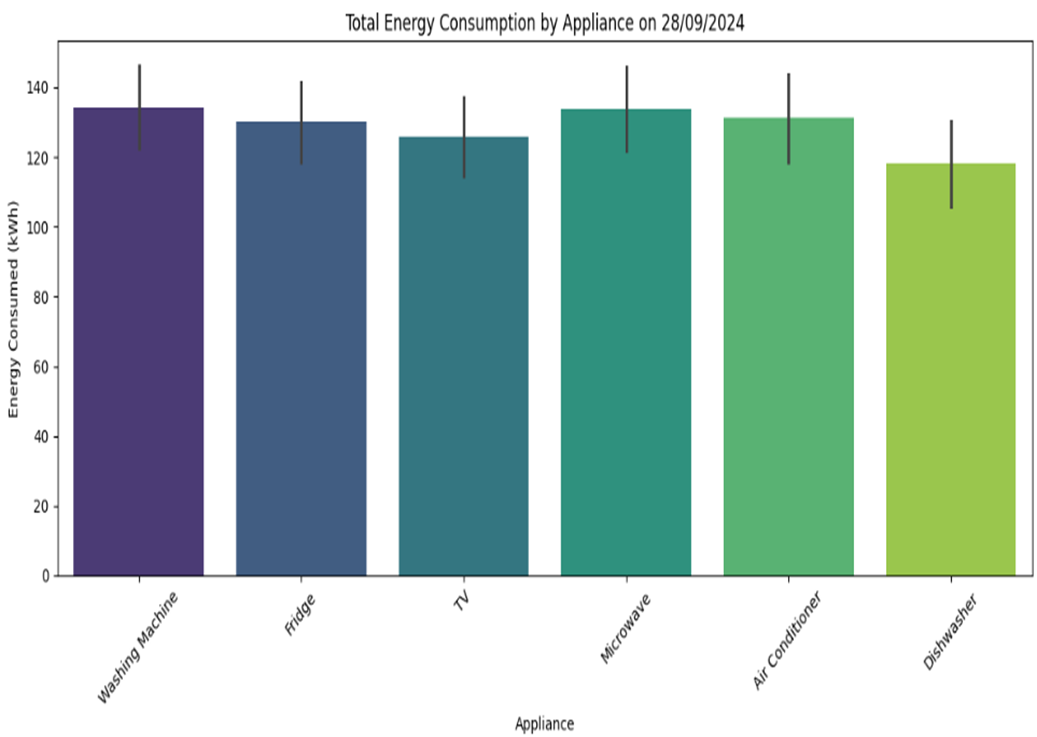 Total Energy Consumption by Appliance on 28/09/2024
Energy Consumed (kWh)
140
120
100
80
60
40
20
0
Washing Machine
Fridge
TV
Microwave
Air Conditioner
Dishwasher
Appliance